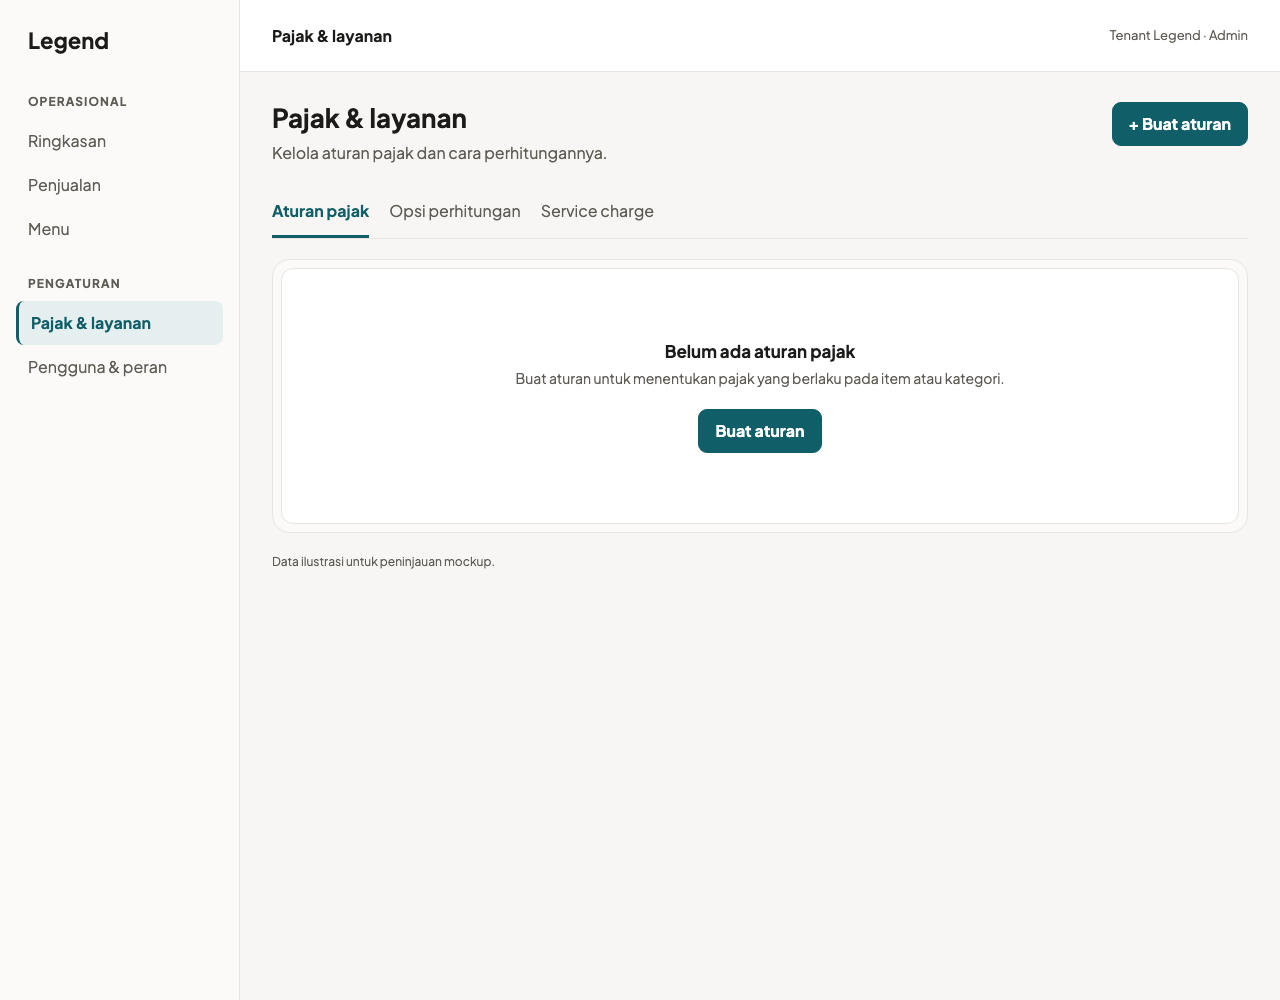 Legend
OPERASIONAL
Ringkasan
Penjualan
Menu
PENGATURAN
Pajak & layanan
Pengguna & peran
Pajak & layanan
Tenant Legend · Admin
Pajak & layanan
Kelola aturan pajak dan cara perhitungannya.
+ Buat aturan
Aturan pajak
Opsi perhitungan
Service charge
Belum ada aturan pajak
Buat aturan untuk menentukan pajak yang berlaku pada item atau kategori.
Buat aturan
Data ilustrasi untuk peninjauan mockup.